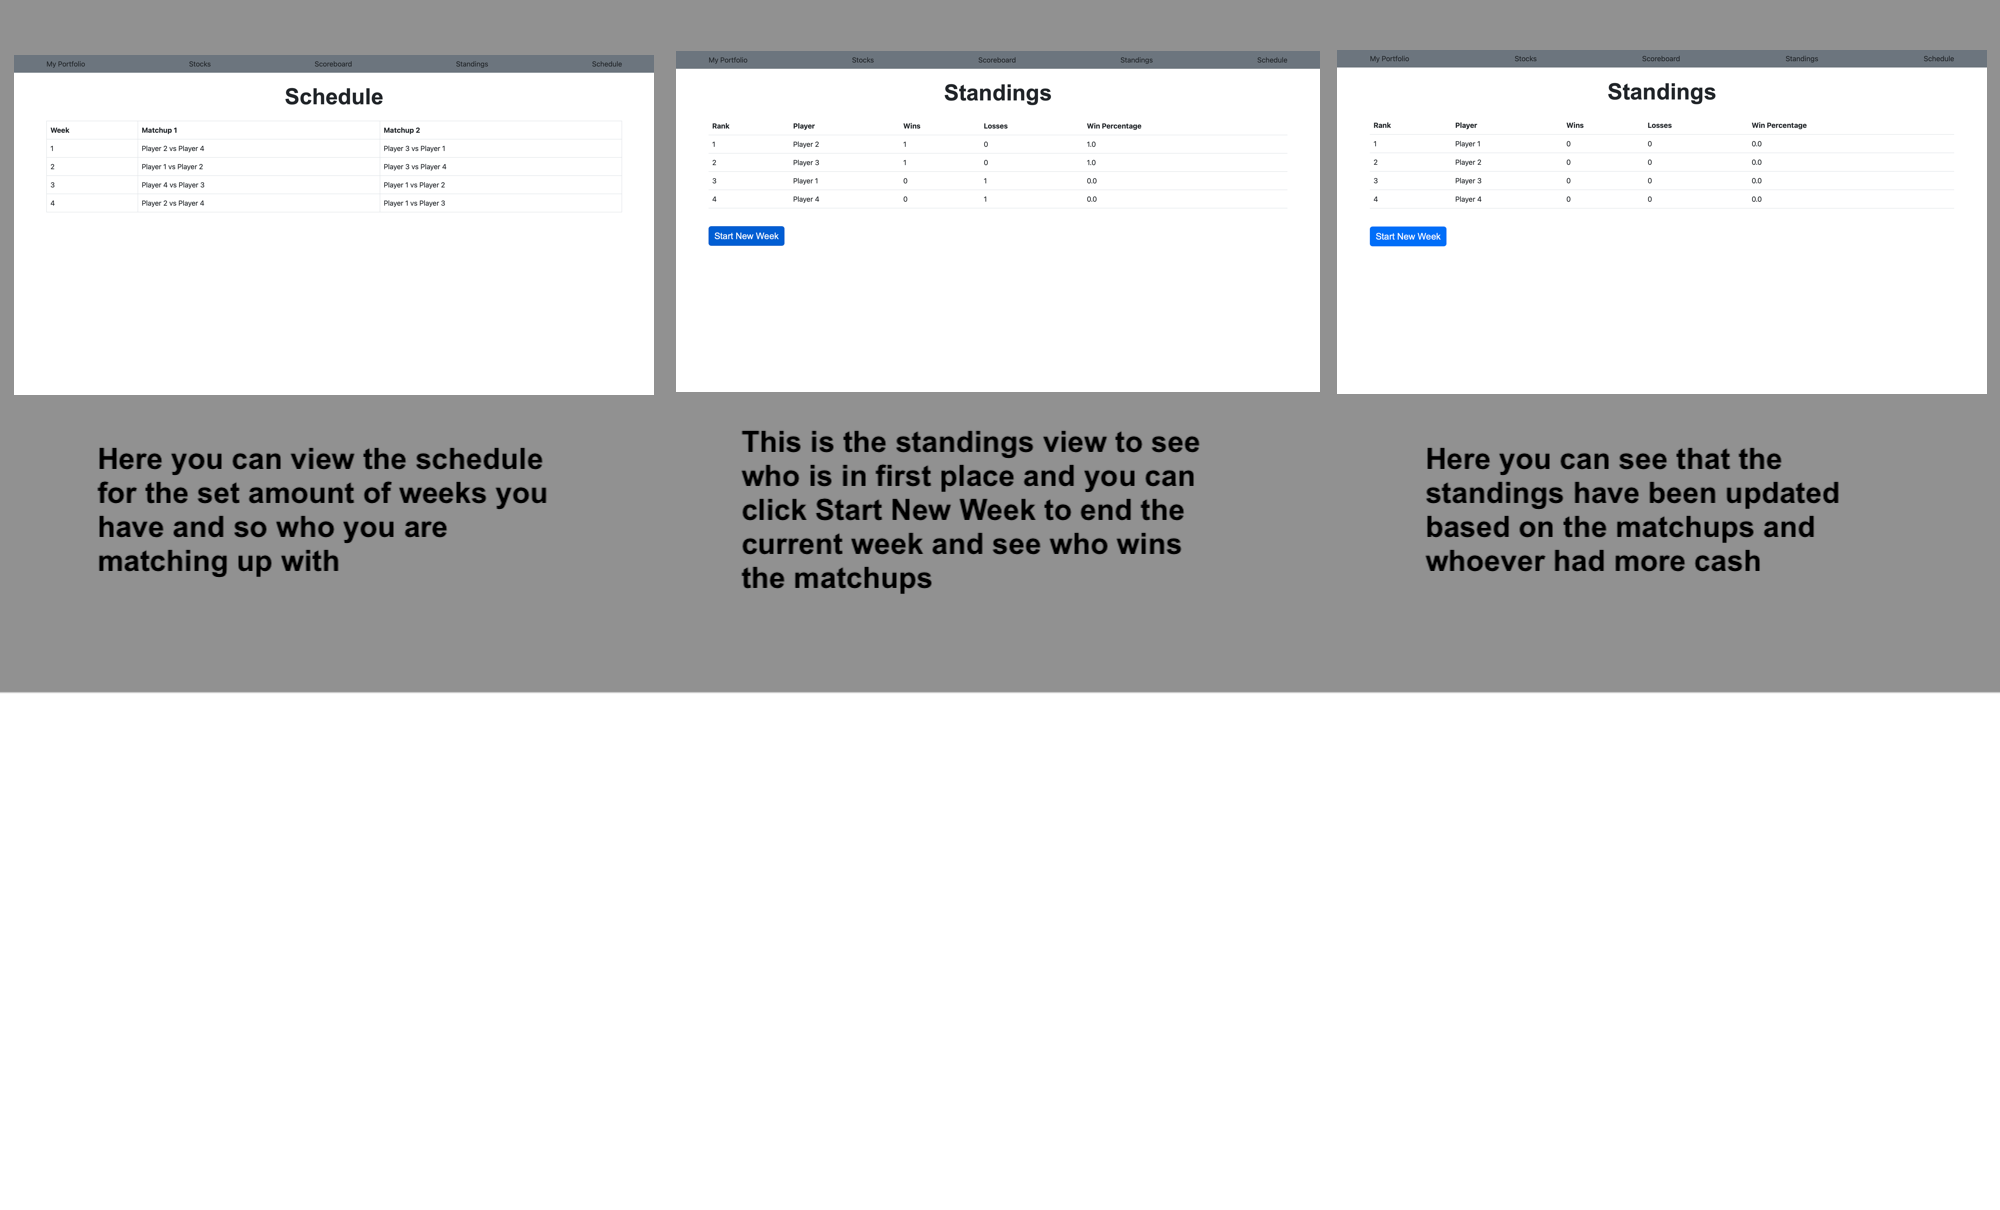 My Portfolio Stocks Scoreboard Standings Schedule
Schedule
Week Matchup 1 Matchup 2
1 Player 2 vs Player 4 Player 3 vs Player 1
2 Player 1 vs Player 2 Player 3 vs Player 4
3 Player 4 vs Player 3 Player 1 vs Player 2
4 Player 2 vs Player 4 Player 1 vs Player 3
Here you can view the schedule
for the set amount of weeks you
have and so who you are
matching up with
My Portfolio Stocks Scoreboard Standings Schedule
Standings
Rank Player Wins Losses Win Percentage
1 Player 2 1 0 1.0
2 Player 3 1 0 1.0
3 Player 1 0 1 0.0
4 Player 4 0 1 0.0
Start New Week
This is the standings view to see
who is in first place and you can
click Start New Week to end the
current week and see who wins
the matchups
My Portfolio Stocks Scoreboard Standings Schedule
Standings
Rank Player Wins Losses Win Percentage
1 Player 1 0 0 0.0
2 Player 2 0 0 0.0
3 Player 3 0 0 0.0
4 Player 4 0 0 0.0
Start New Week
Here you can see that the
standings have been updated
based on the matchups and
whoever had more cash